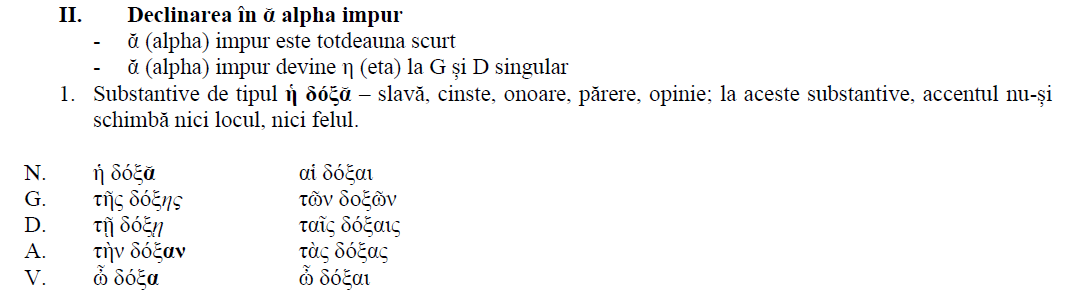 II. Declinarea în ᾰ alpha impur
- ᾰ (alpha) impur este totdeauna scurt
- ᾰ (alpha) impur devine η (eta) la G și D singular
1. Substantive de tipul ἡ δόξᾰ – slavă, cinste, onoare, părere, opinie; la aceste substantive, accentul nu-și
schimbă nici locul, nici felul.
N. ἡ δόξᾰ αἱ δόξαι
G. τῆς δόξης τῶν δοξῶν
D. τῇ δόξῃ ταῖς δόξαις
A. τὴν δόξαν τὰς δόξας
V. ὦ δόξα ὦ δόξαι